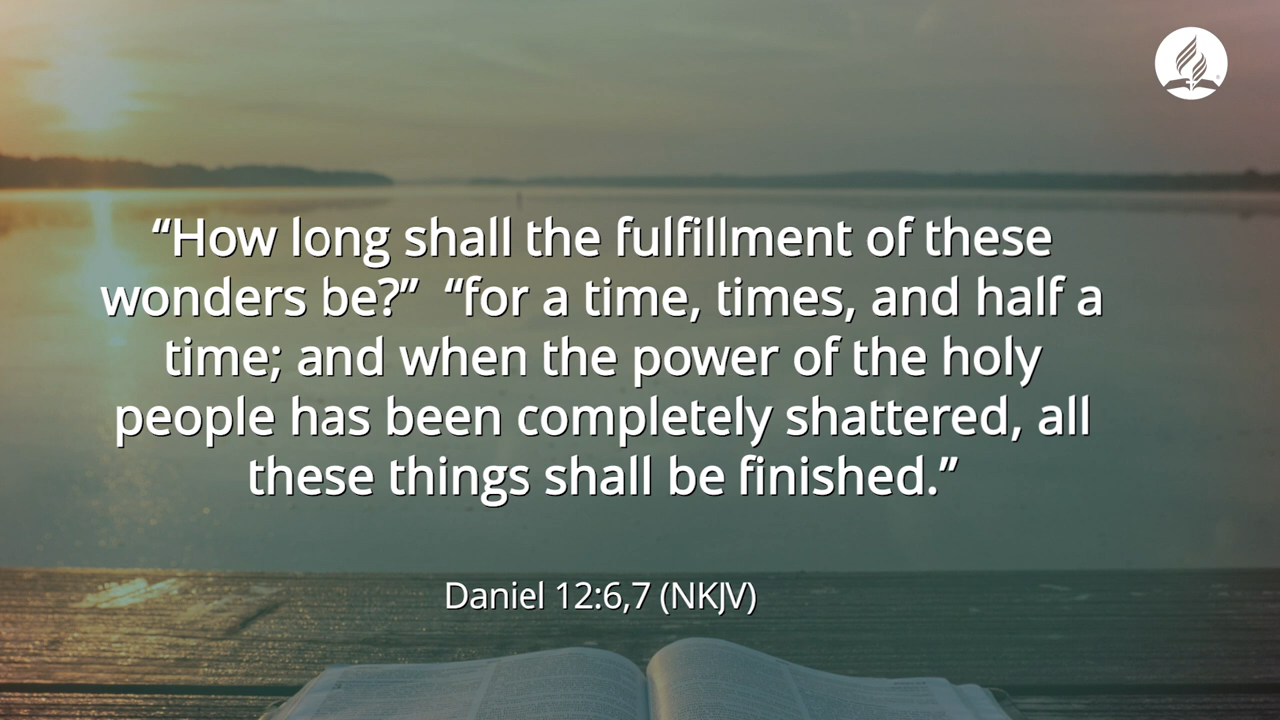 “How long shall the fulfillment of these
wonders be?”  “for a time, times, and half a
time; and when the power of the holy
people has been completely shattered, all
these things shall be finished.”
Daniel 12:6,7 (NKJV)